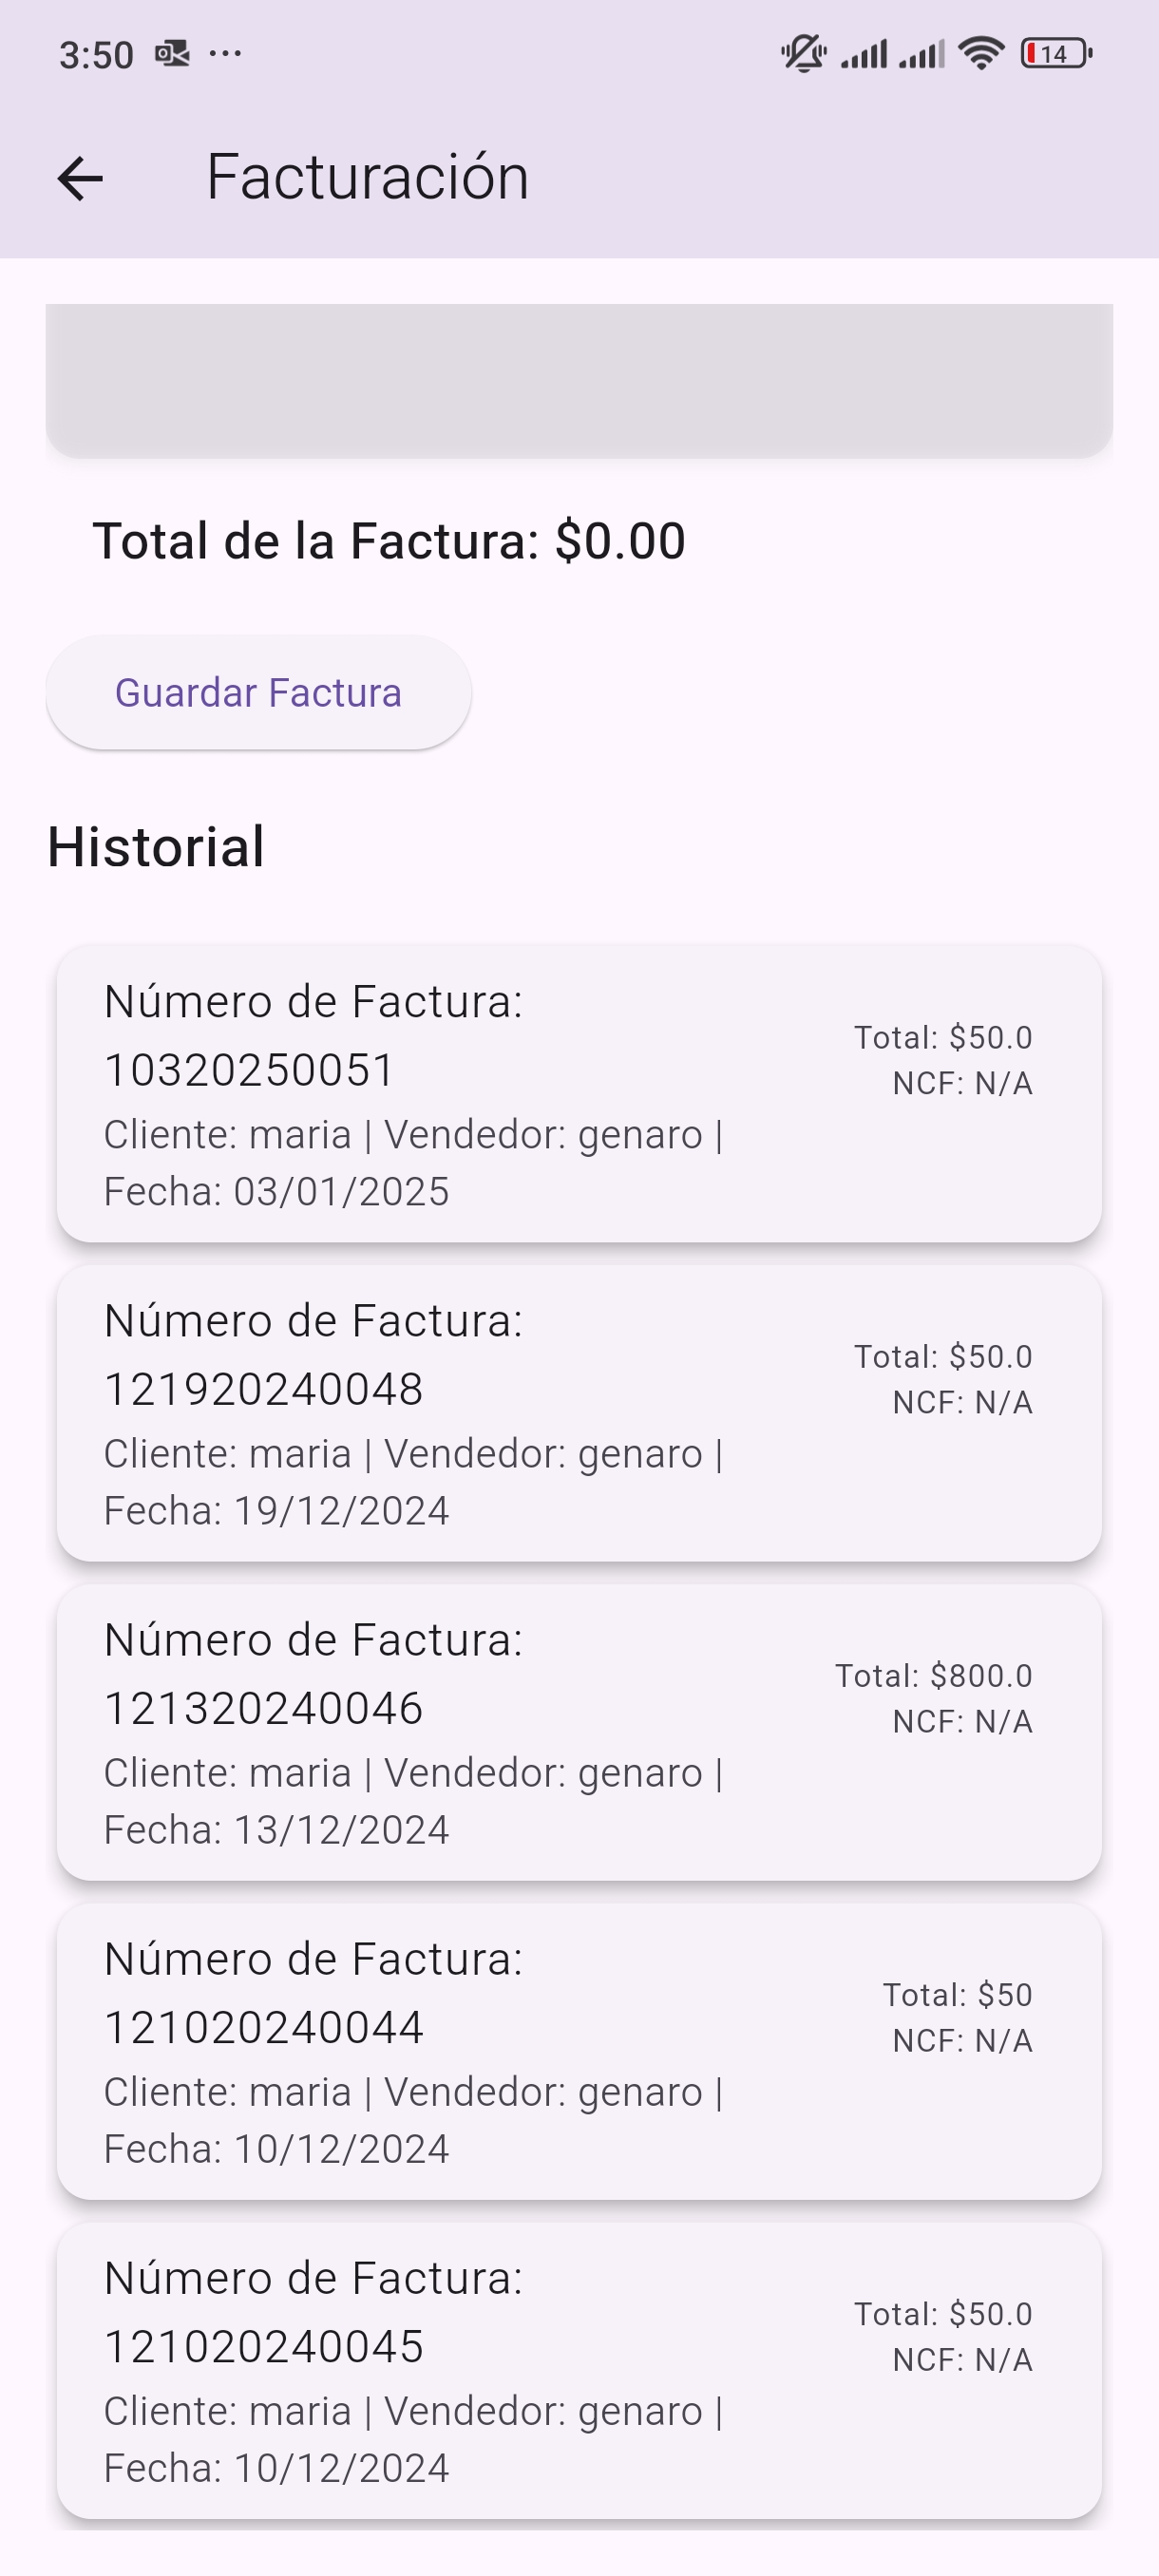 3:50
14
Facturación
Total de la Factura: $0.00
Guardar Factura
Historial
Número de Factura:
10320250051
Total: $50.0
NCF: N/A
Cliente: maria | Vendedor: genaro |
Fecha: 03/01/2025
Número de Factura:
121920240048
Total: $50.0
NCF: N/A
Cliente: maria | Vendedor: genaro |
Fecha: 19/12/2024
Número de Factura:
121320240046
Total: $800.0
NCF: N/A
Cliente: maria | Vendedor: genaro |
Fecha: 13/12/2024
Número de Factura:
121020240044
Total: $50
NCF: N/A
Cliente: maria | Vendedor: genaro |
Fecha: 10/12/2024
Número de Factura:
121020240045
Total: $50.0
NCF: N/A
Cliente: maria | Vendedor: genaro |
Fecha: 10/12/2024